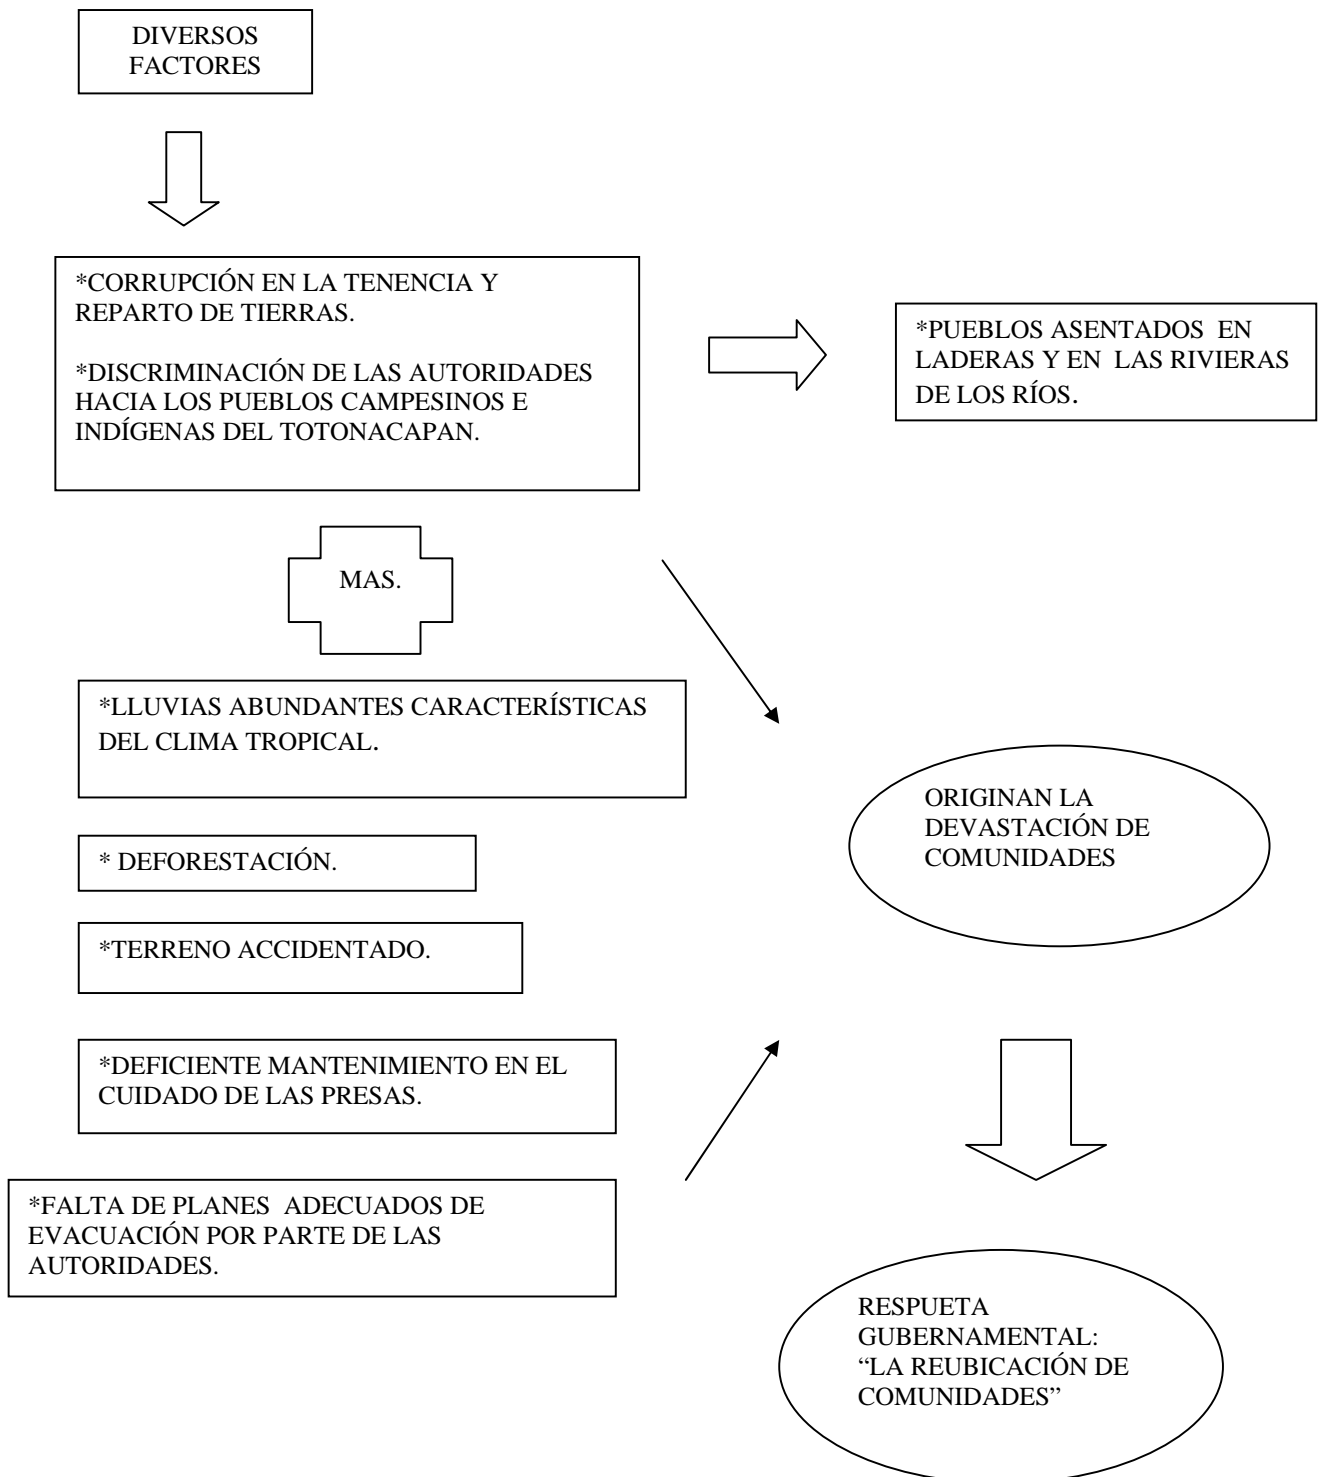 DIVERSOS
FACTORES
*CORRUPCIÓN EN LA TENENCIA Y
REPARTO DE TIERRAS.
*DISCRIMINACIÓN DE LAS AUTORIDADES
HACIA LOS PUEBLOS CAMPESINOS E
INDÍGENAS DEL TOTONACAPAN.
*PUEBLOS ASENTADOS EN
LADERAS Y EN LAS RIVIERAS
DE LOS RÍOS.
MAS.
*LLUVIAS ABUNDANTES CARACTERÍSTICAS
DEL CLIMA TROPICAL.
* DEFORESTACIÓN.
*TERRENO ACCIDENTADO.
*DEFICIENTE MANTENIMIENTO EN EL
CUIDADO DE LAS PRESAS.
*FALTA DE PLANES ADECUADOS DE
EVACUACIÓN POR PARTE DE LAS
AUTORIDADES.
ORIGINAN LA
DEVASTACIÓN DE
COMUNIDADES
RESPUETA
GUBERNAMENTAL:
“LA REUBICACIÓN DE
COMUNIDADES”